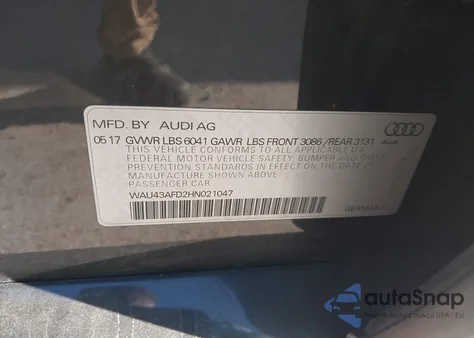 MFD. BY AUDI AG
05 17 GVWR LBS 6041 GAWR LBS FRONT 3086 /REAR 3131
Audi
THIS VEHICLE CONFORMS TO ALL APPLICABLE U.S.
FEDERAL MOTOR VEHICLE SAFETY, BUMPER AND THEFT
PREVENTION STANDARDS IN EFFECT ON THE DATE OF
MANUFACTURE SHOWN ABOVE.
PASSENGER CAR
WAU43AFD2HN021047
GERMANY
autoSnap